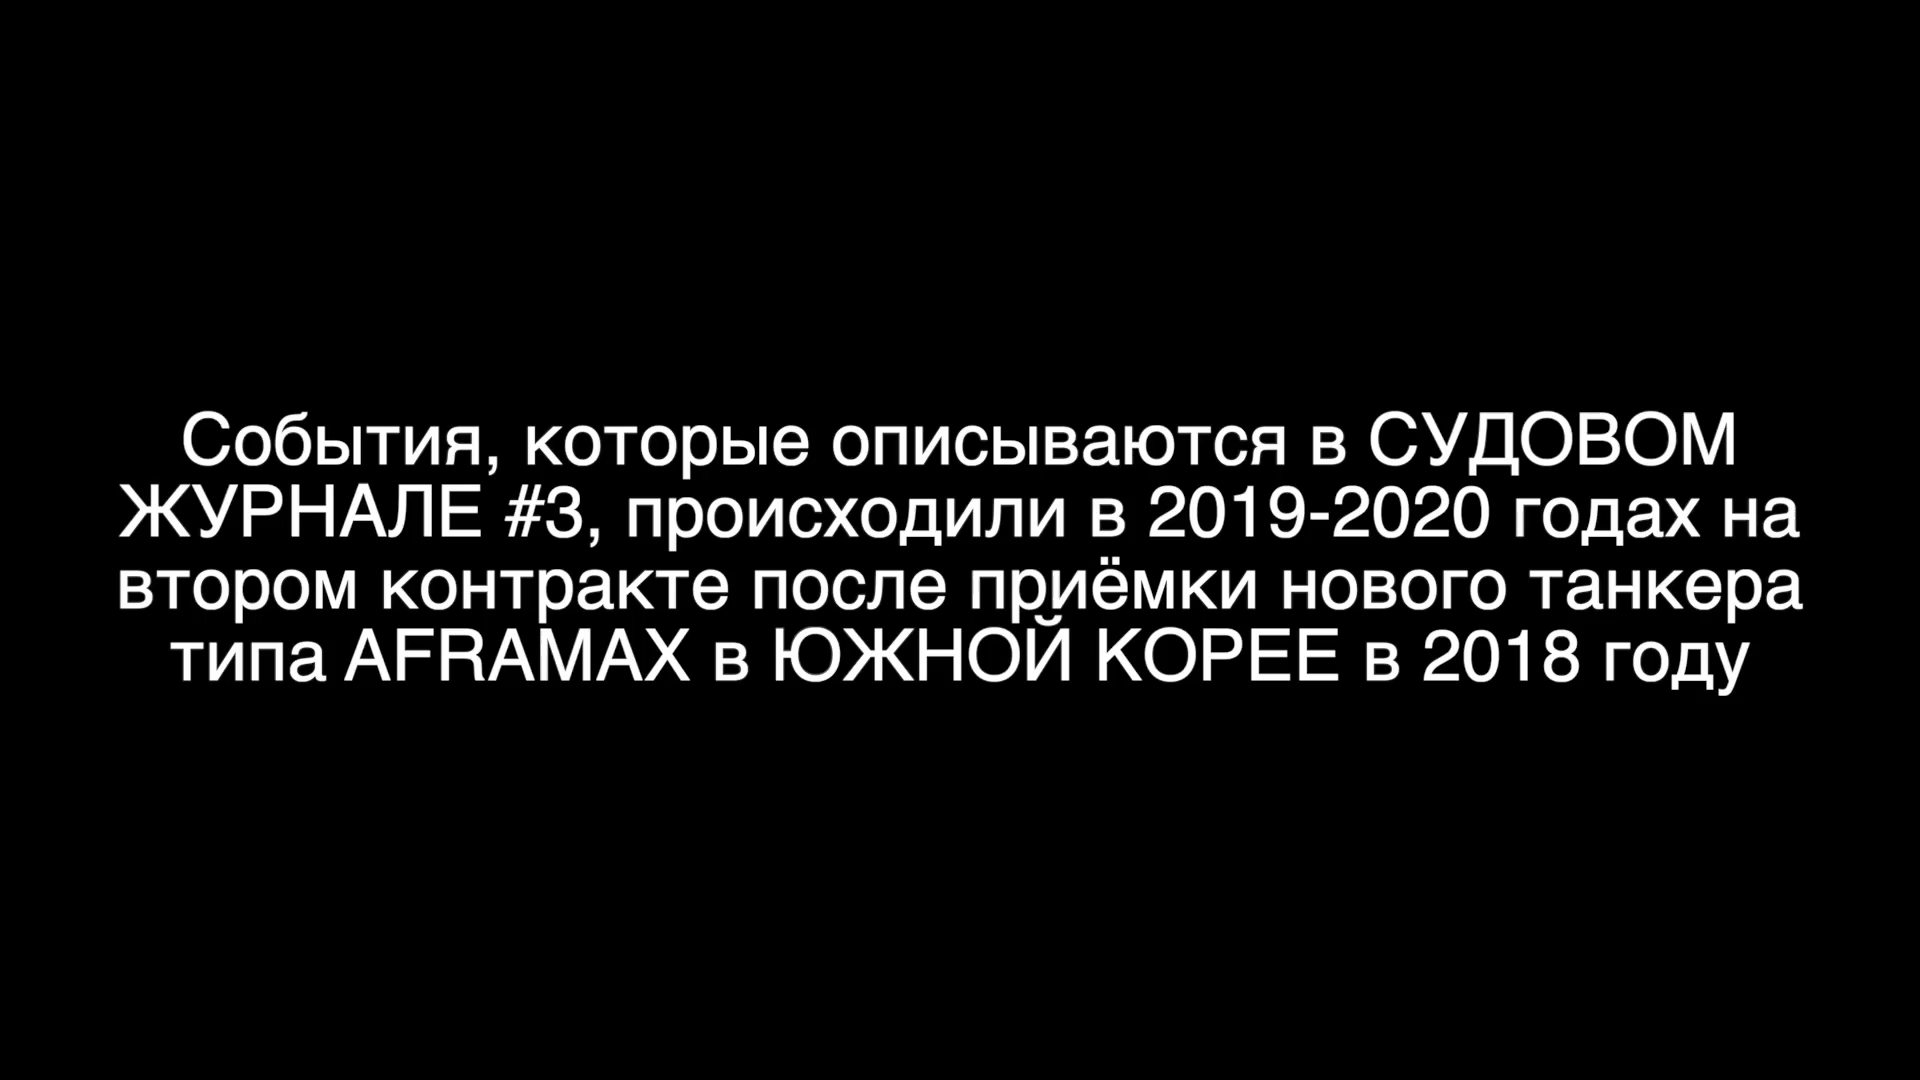 События, которые описываются в СУДОВОМ
ЖУРНАЛЕ #3, происходили в 2019-2020 годах на
втором контракте после приёмки нового танкера
типа AFRAMAX в ЮЖНОЙ КОРЕЕ в 2018 году